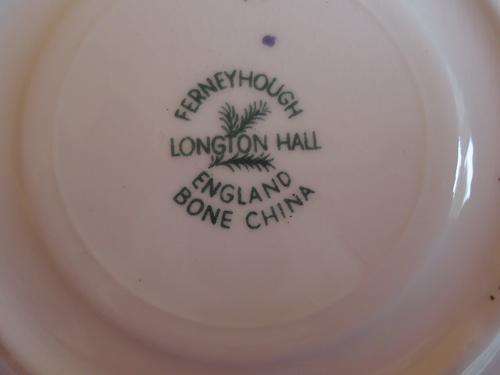 FERNEYHOUGH
LONGTON HALL
ENGLAND
BONE CHINA